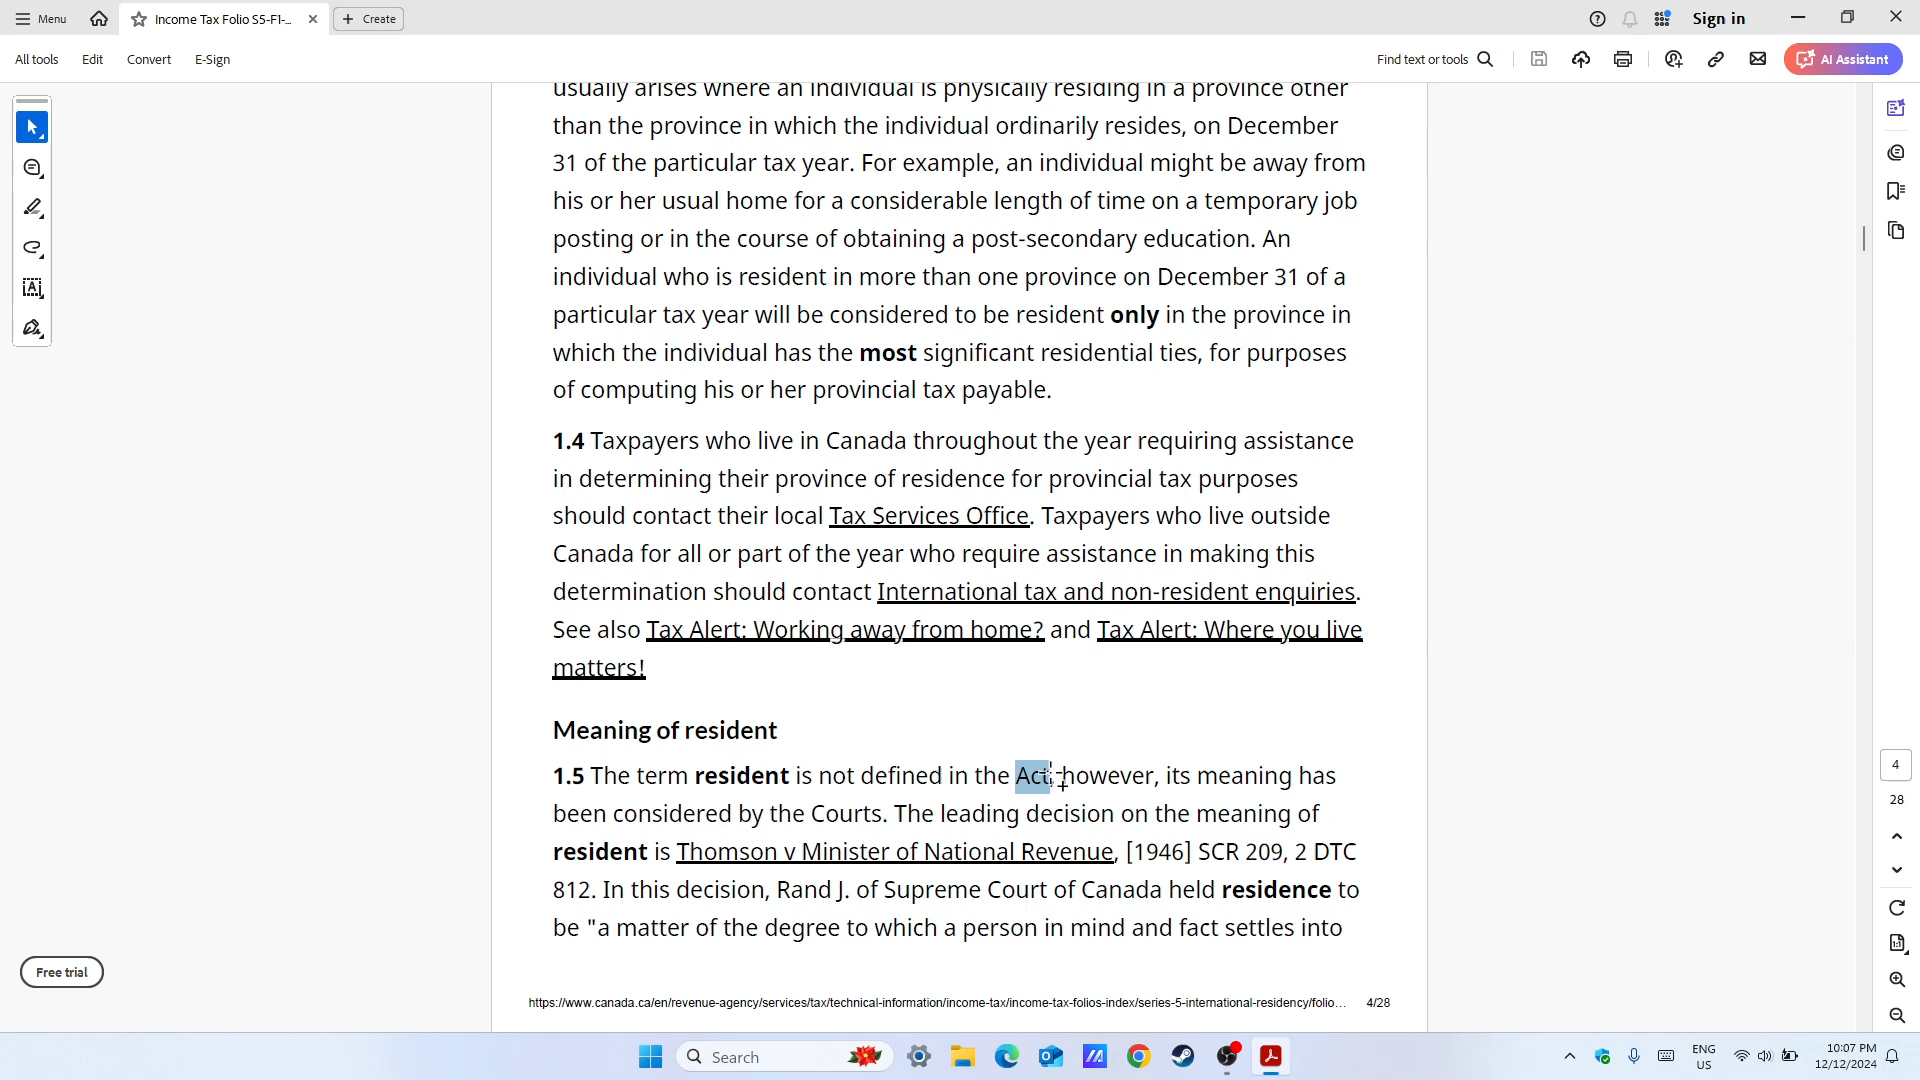 Menu
Income Tax Folio S5-F1-...
Create
Sign in
All tools
Edit
Convert
E-Sign
Find text or tools
AI Assistant
usually arises where an individual is physically residing in a province other
than the province in which the individual ordinarily resides, on December
31 of the particular tax year. For example, an individual might be away from
his or her usual home for a considerable length of time on a temporary job
posting or in the course of obtaining a post-secondary education. An
individual who is resident in more than one province on December 31 of a
particular tax year will be considered to be resident only in the province in
which the individual has the most significant residential ties, for purposes
of computing his or her provincial tax payable.
1.4 Taxpayers who live in Canada throughout the year requiring assistance
in determining their province of residence for provincial tax purposes
should contact their local Tax Services Office. Taxpayers who live outside
Canada for all or part of the year who require assistance in making this
determination should contact International tax and non-resident enquiries.
See also Tax Alert: Working away from home? and Tax Alert: Where you live
matters!
Meaning of resident
1.5 The term resident is not defined in the Act; however, its meaning has
been considered by the Courts. The leading decision on the meaning of
resident is Thomson v Minister of National Revenue, [1946] SCR 209, 2 DTC
812. In this decision, Rand J. of Supreme Court of Canada held residence to
be "a matter of the degree to which a person in mind and fact settles into
https://www.canada.ca/en/revenue-agency/services/tax/technical-information/income-tax/income-tax-folios-index/series-5-international-residency/folio... 4/28
4
28
Free trial
Search
ENG
US
10:07 PM
12/12/2024